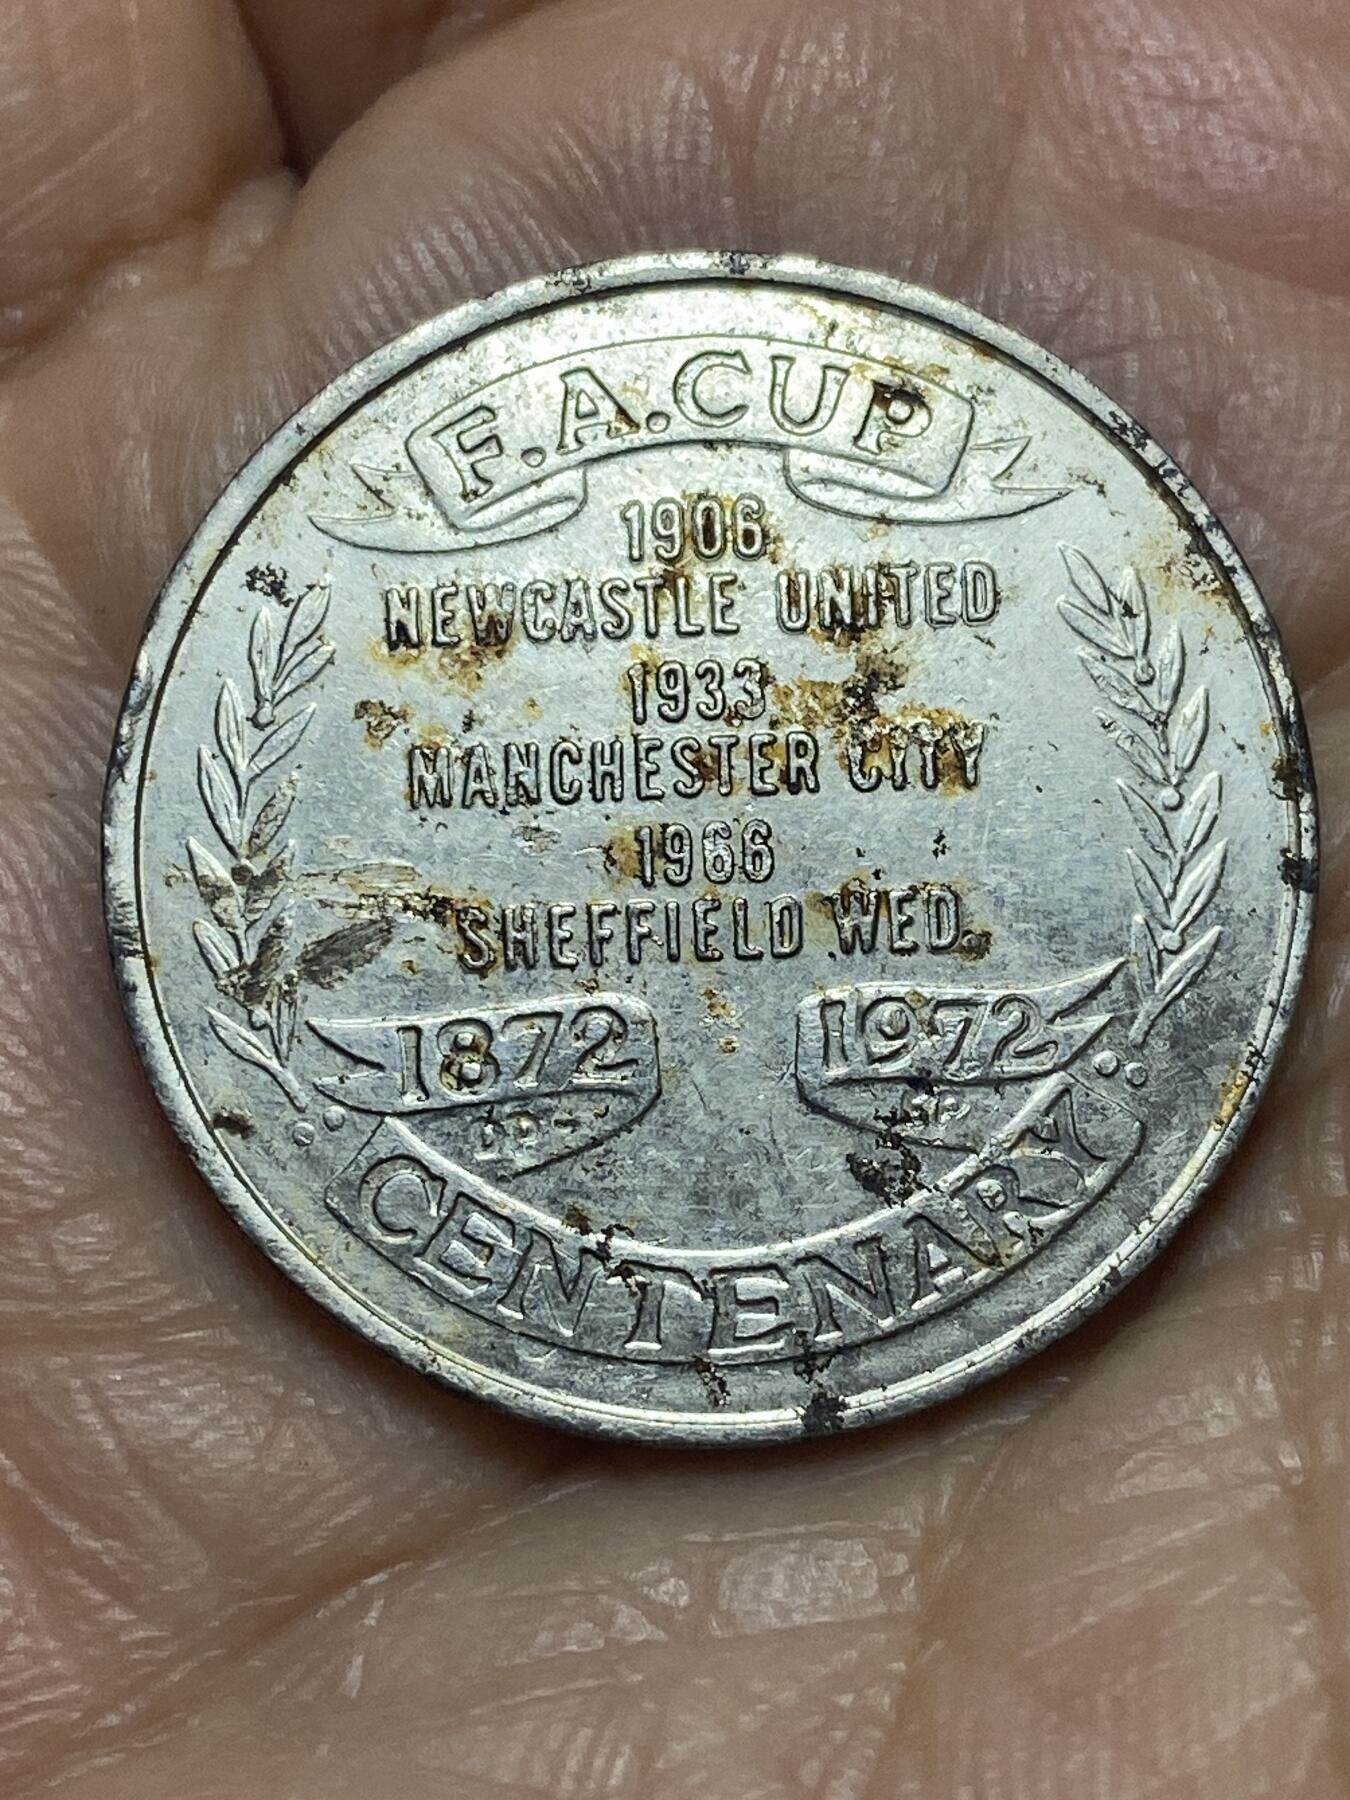 F.A.CUP
1906
NEWCASTLE UNITED
1933
MANCHESTER CITY
1966
SHEFFIELD WED.
1872 1972
CENTENARY